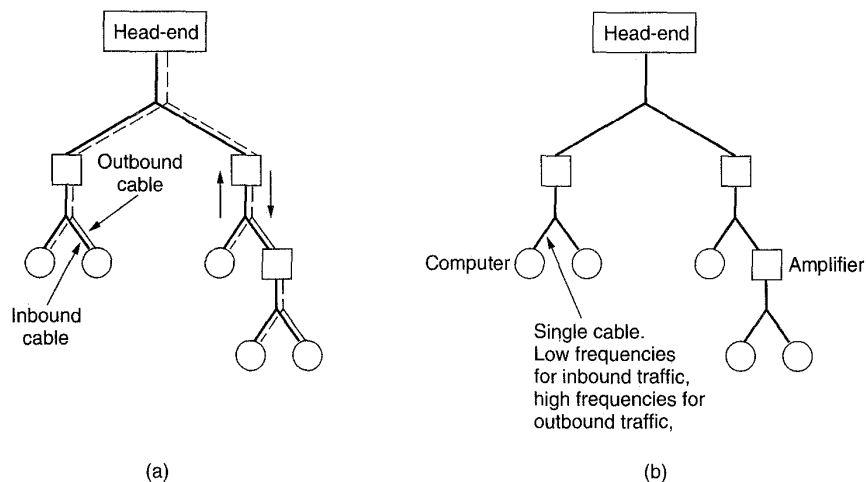 Head-end
Outbound
cable
Inbound
cable
(a)
Head-end
Computer
Amplifier
Single cable.
Low frequencies
for inbound traffic,
high frequencies for
outbound traffic,
(b)